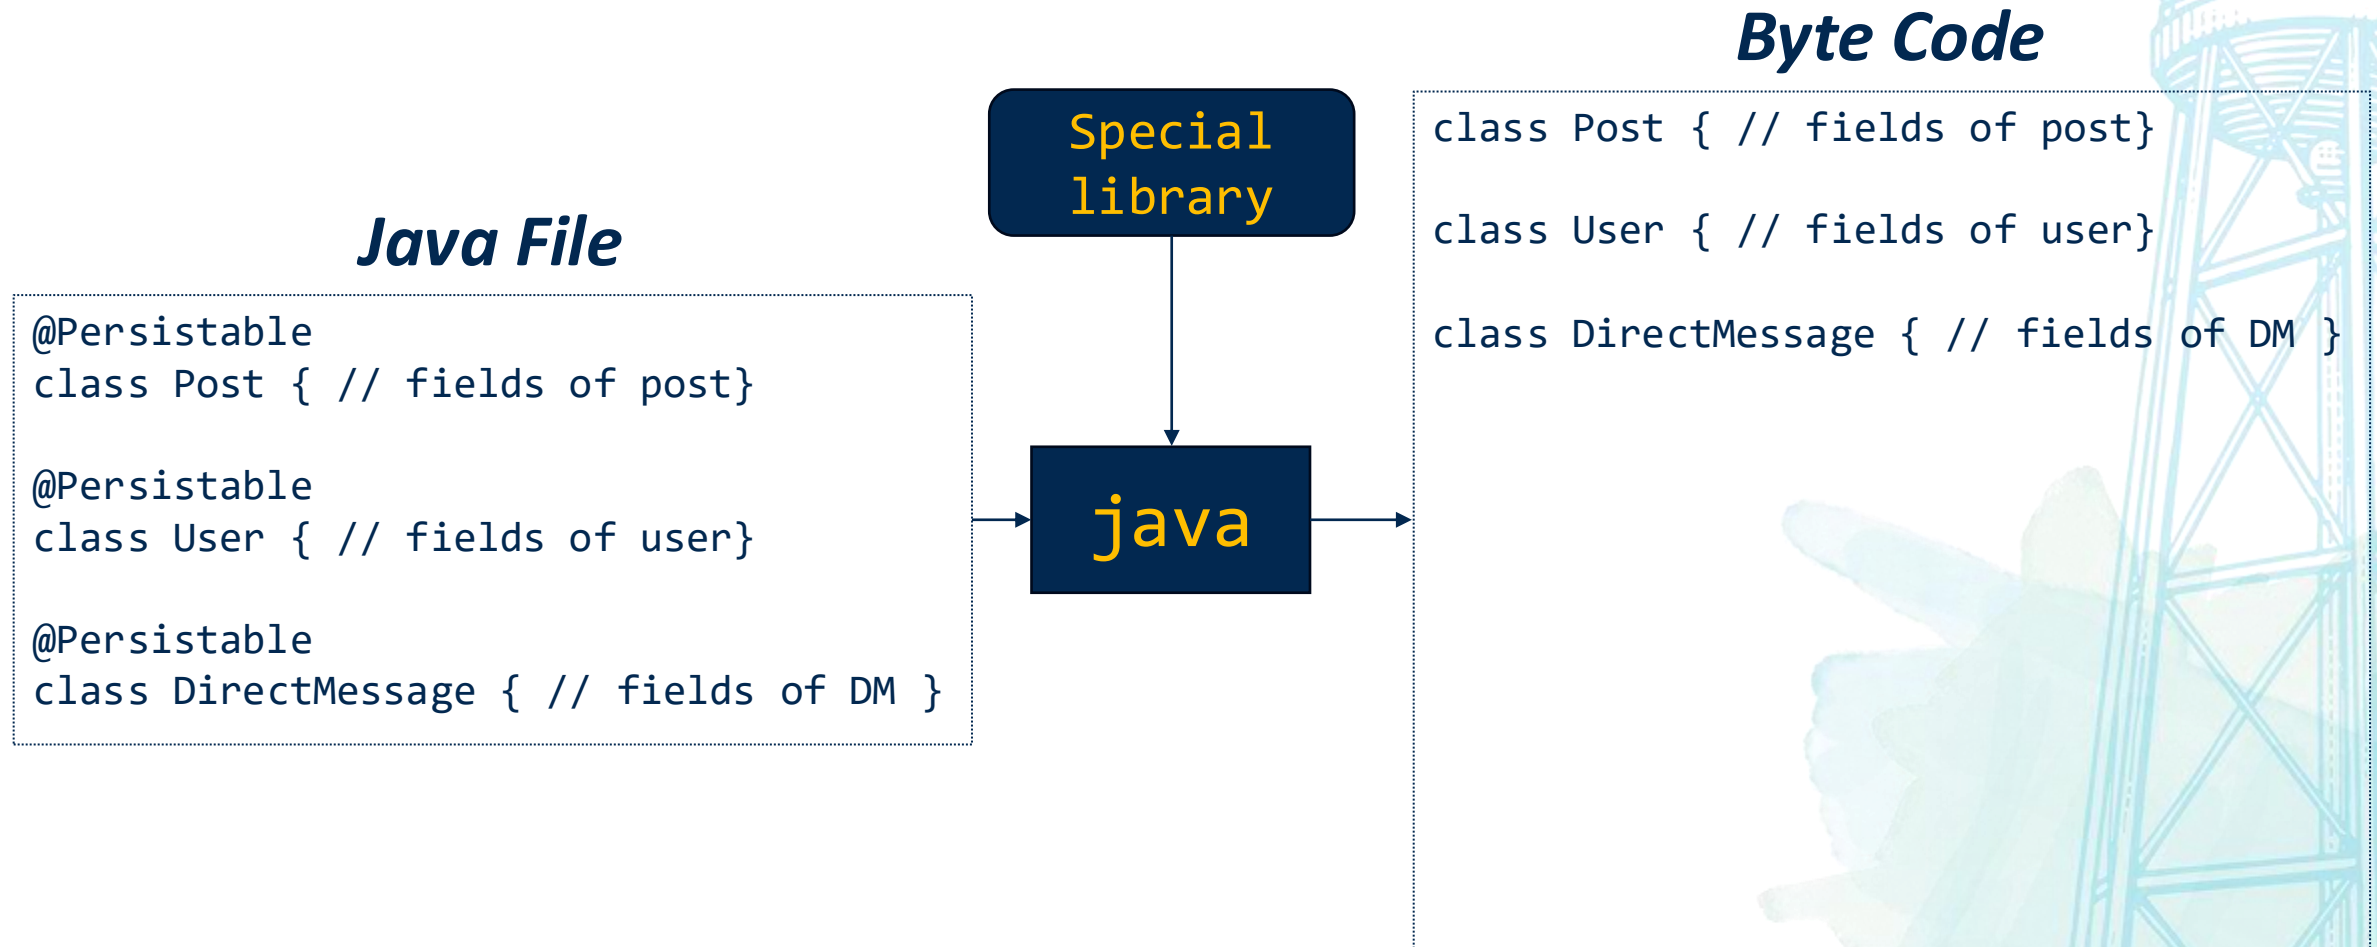 Java File
@Persistable
class Post { // fields of post}
@Persistable
class User { // fields of user}
@Persistable
class DirectMessage { // fields of DM }
Special
library
java
Byte Code
class Post { // fields of post}
class User { // fields of user}
class DirectMessage { // fields of DM }